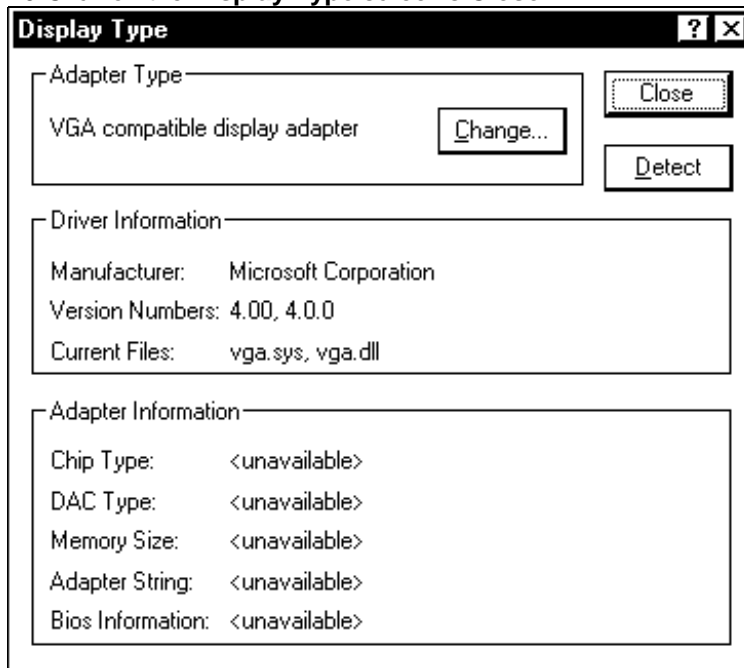 Display Type
? X
Adapter Type
VGA compatible display adapter
Change...
Close
Detect
Driver Information
Manufacturer: Microsoft Corporation
Version Numbers: 4.00, 4.0.0
Current Files: vga.sys, vga.dll
Adapter Information
Chip Type: <unavailable>
DAC Type: <unavailable>
Memory Size: <unavailable>
Adapter String: <unavailable>
Bios Information: <unavailable>